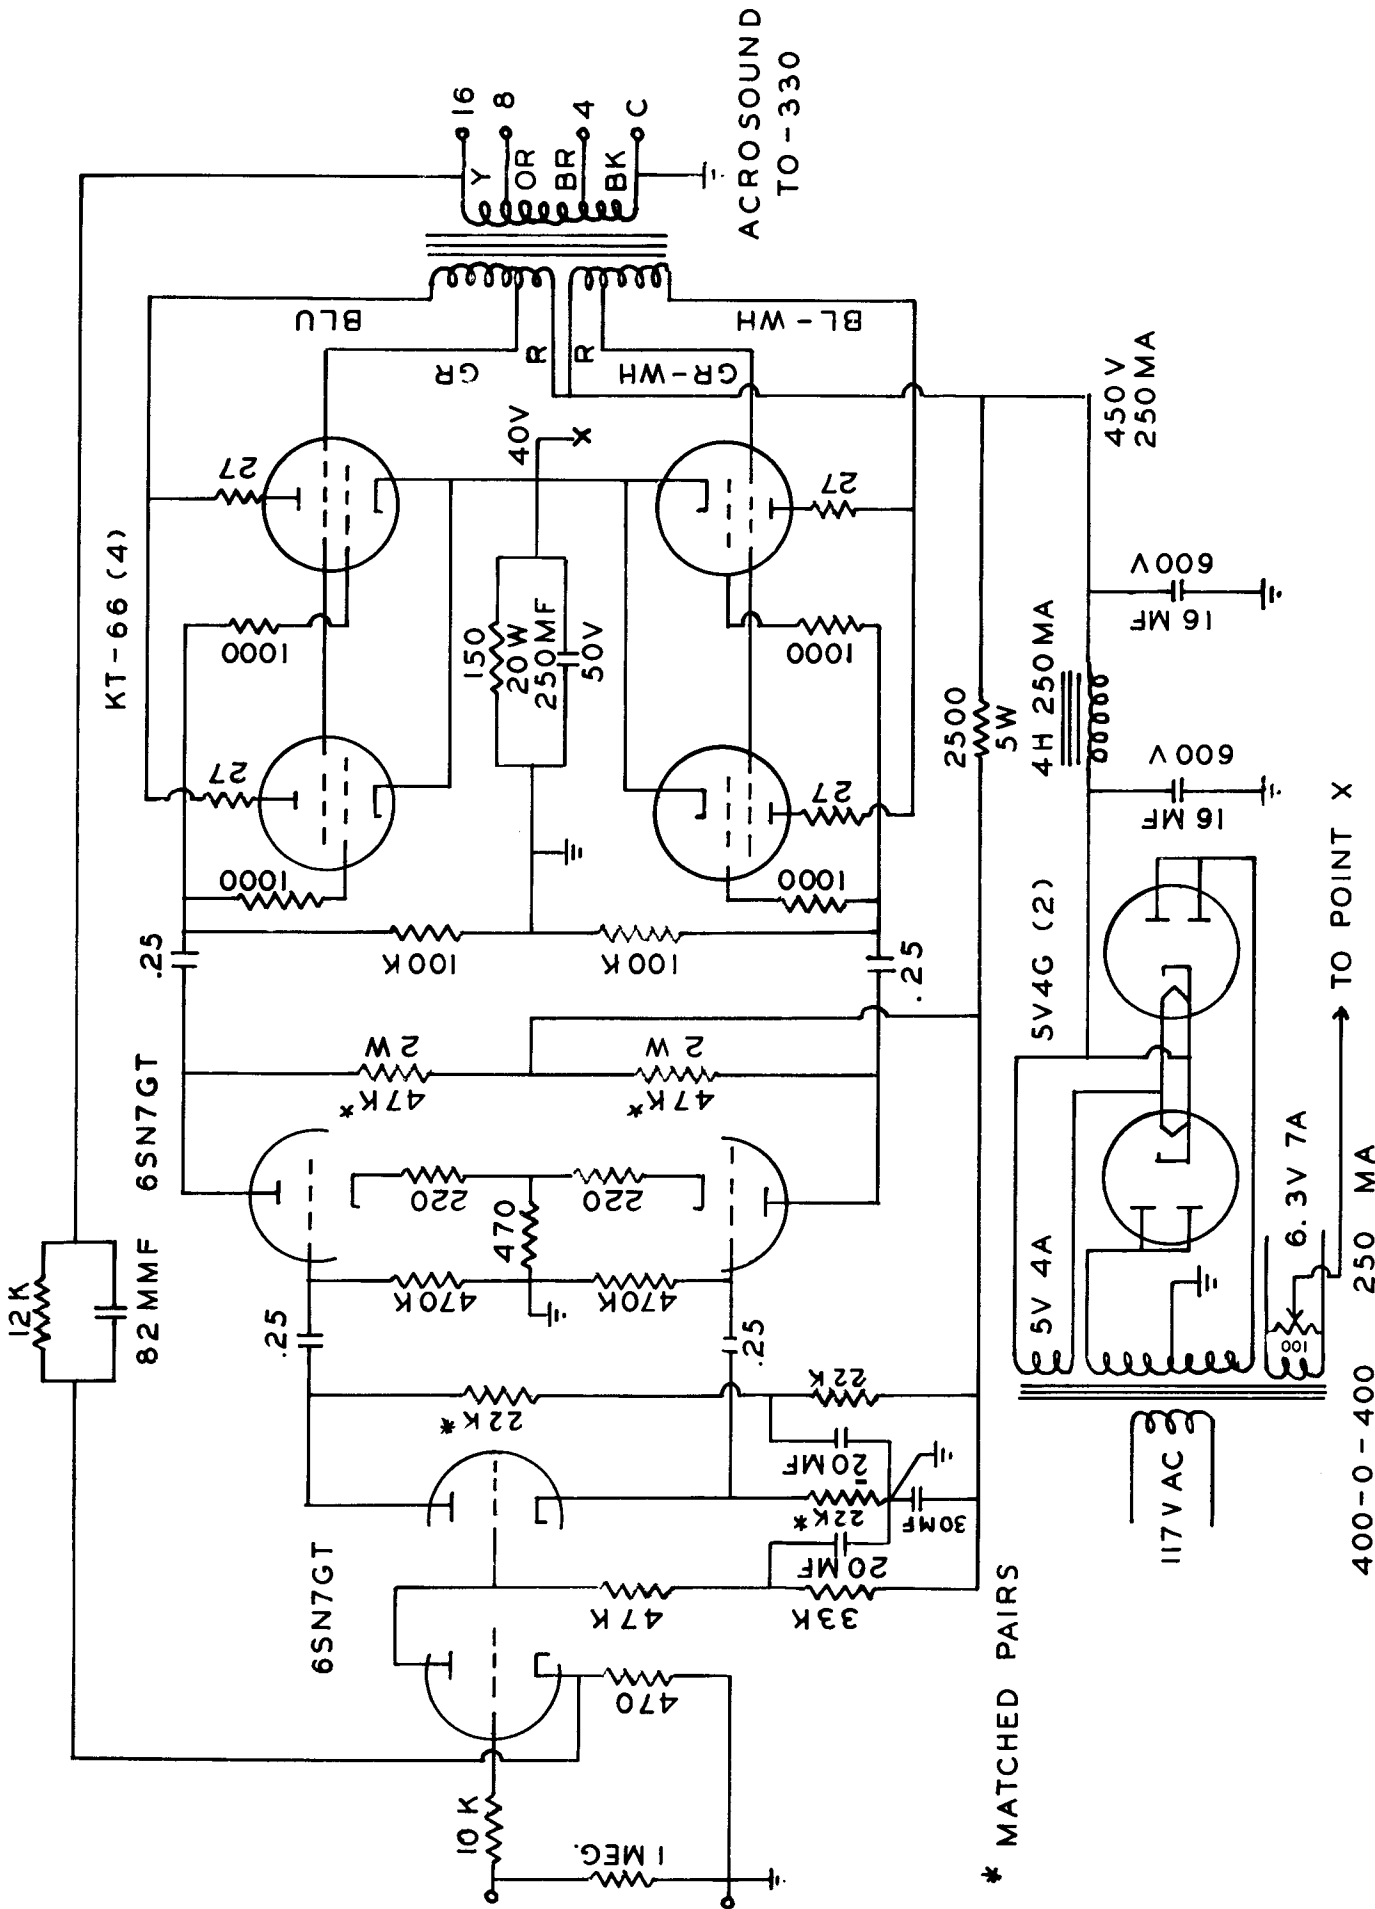 12K
82 MMF
16
8
4
C
Y
OR
BR
BK
ACROSOUND
TO-330
BLU
GR
R
R
GR-WH
BL-WH
KT-66 (4)
27
27
1000
1000
40V
X
150
20W
250MF
50V
27
27
1000
1000
.25
100K
100K
.25
6SN7GT
2W
47K*
2W
47K*
220
220
470
470K
470K
.25
.25
6SN7GT
22K*
22K
20MF
22K*
20MF
30MF
47K
33K
470
10 K
1 MEG.
2500
5W
450V
250MA
4H 250MA
16 MF
600V
16 MF
600V
5V4G (2)
5V 4A
6.3V 7A
100
TO POINT X
117V AC
400-0-400 250 MA
* MATCHED PAIRS